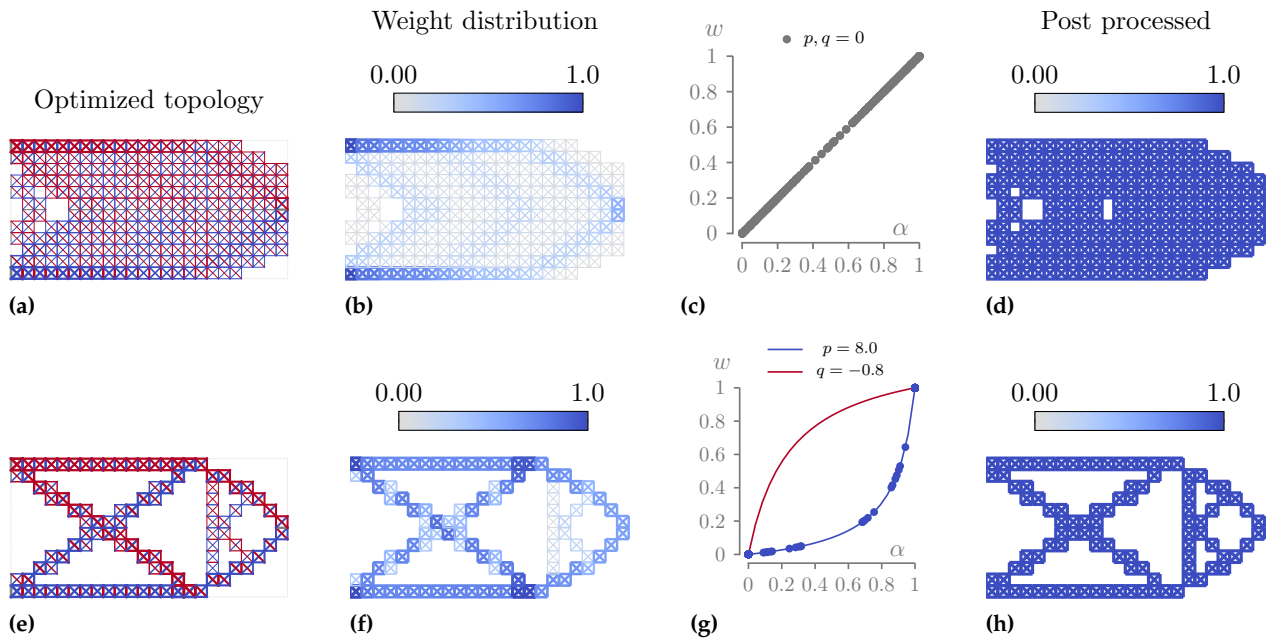 Optimized topology
Weight distribution
0.00 1.0
w
p, q = 0
1
0.8
0.6
0.4
0.2
0
α
0 0.2 0.4 0.6 0.8 1
Post processed
0.00 1.0
(a) (b) (c) (d)
0.00 1.0
w
p = 8.0
q = −0.8
1
0.8
0.6
0.4
0.2
0
α
0 0.2 0.4 0.6 0.8 1
0.00 1.0
(e) (f) (g) (h)